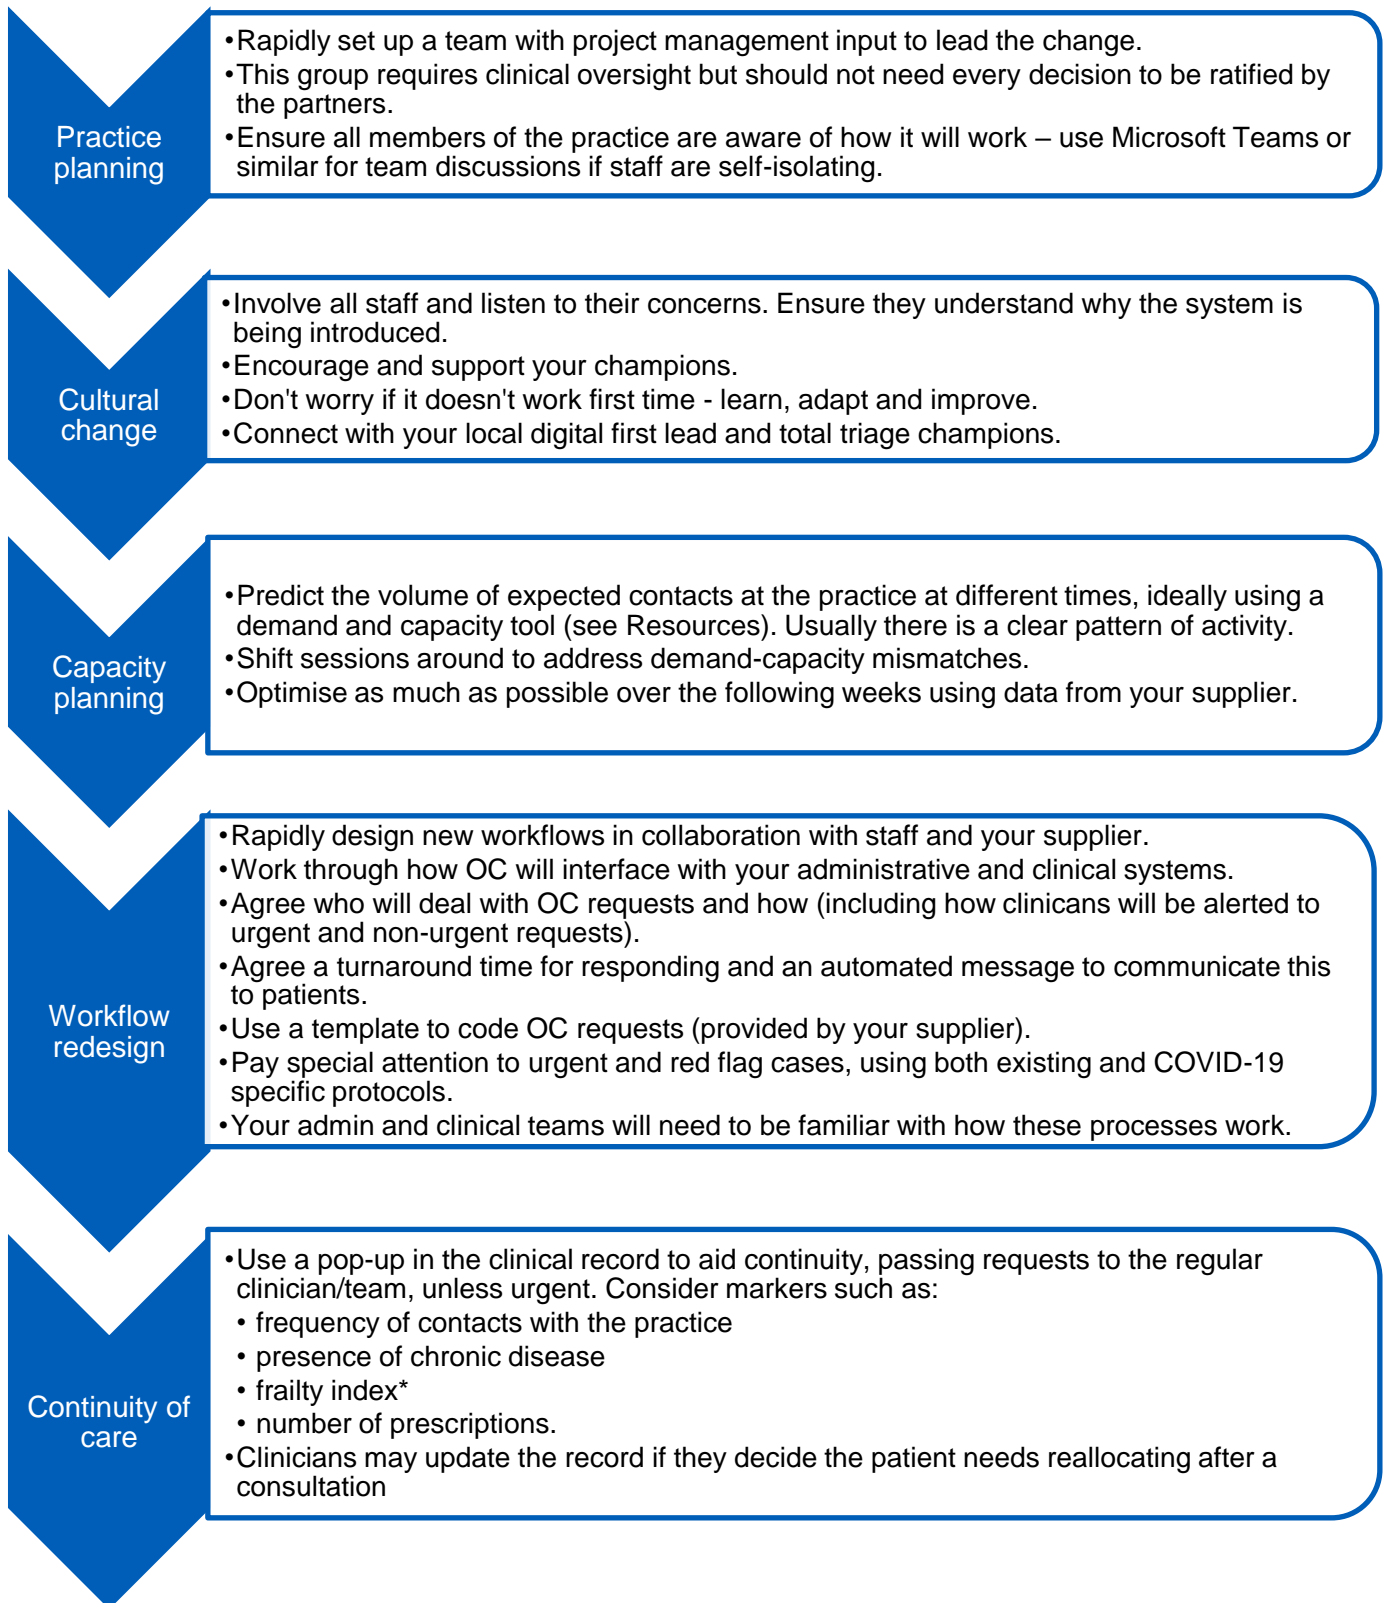 Practice
planning
•Rapidly set up a team with project management input to lead the change.
•This group requires clinical oversight but should not need every decision to be ratified by
the partners.
•Ensure all members of the practice are aware of how it will work – use Microsoft Teams or
similar for team discussions if staff are self-isolating.
Cultural
change
•Involve all staff and listen to their concerns. Ensure they understand why the system is
being introduced.
•Encourage and support your champions.
•Don't worry if it doesn't work first time - learn, adapt and improve.
•Connect with your local digital first lead and total triage champions.
Capacity
planning
•Predict the volume of expected contacts at the practice at different times, ideally using a
demand and capacity tool (see Resources). Usually there is a clear pattern of activity.
•Shift sessions around to address demand-capacity mismatches.
•Optimise as much as possible over the following weeks using data from your supplier.
Workflow
redesign
•Rapidly design new workflows in collaboration with staff and your supplier.
•Work through how OC will interface with your administrative and clinical systems.
•Agree who will deal with OC requests and how (including how clinicians will be alerted to
urgent and non-urgent requests).
•Agree a turnaround time for responding and an automated message to communicate this
to patients.
•Use a template to code OC requests (provided by your supplier).
•Pay special attention to urgent and red flag cases, using both existing and COVID-19
specific protocols.
•Your admin and clinical teams will need to be familiar with how these processes work.
Continuity of
care
•Use a pop-up in the clinical record to aid continuity, passing requests to the regular
clinician/team, unless urgent. Consider markers such as:
• frequency of contacts with the practice
• presence of chronic disease
• frailty index*
• number of prescriptions.
•Clinicians may update the record if they decide the patient needs reallocating after a
consultation